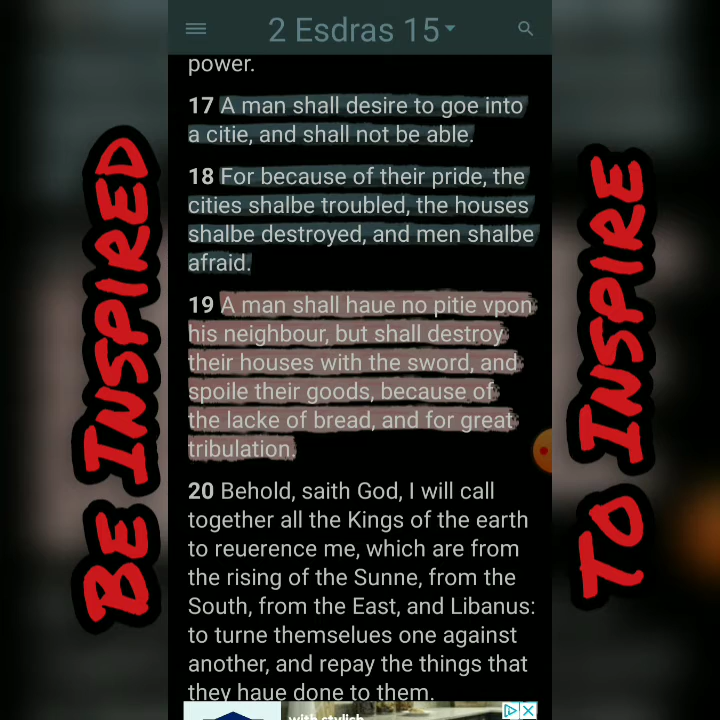 2 Esdras 15
power.
17 A man shall desire to goe into
a citie, and shall not be able.
18 For because of their pride, the
cities shalbe troubled, the houses
shalbe destroyed, and men shalbe
afraid.
19 A man shall haue no pitie vpon
his neighbour, but shall destroy
their houses with the sword, and
spoile their goods, because of
the lacke of bread, and for great
tribulation.
20 Behold, saith God, I will call
together all the Kings of the earth
to reuerence me, which are from
the rising of the Sunne, from the
South, from the East, and Libanus:
to turne themselues one against
another, and repay the things that
they haue done to them.
with stylish
BE INSPIRED
TO INSPIRE